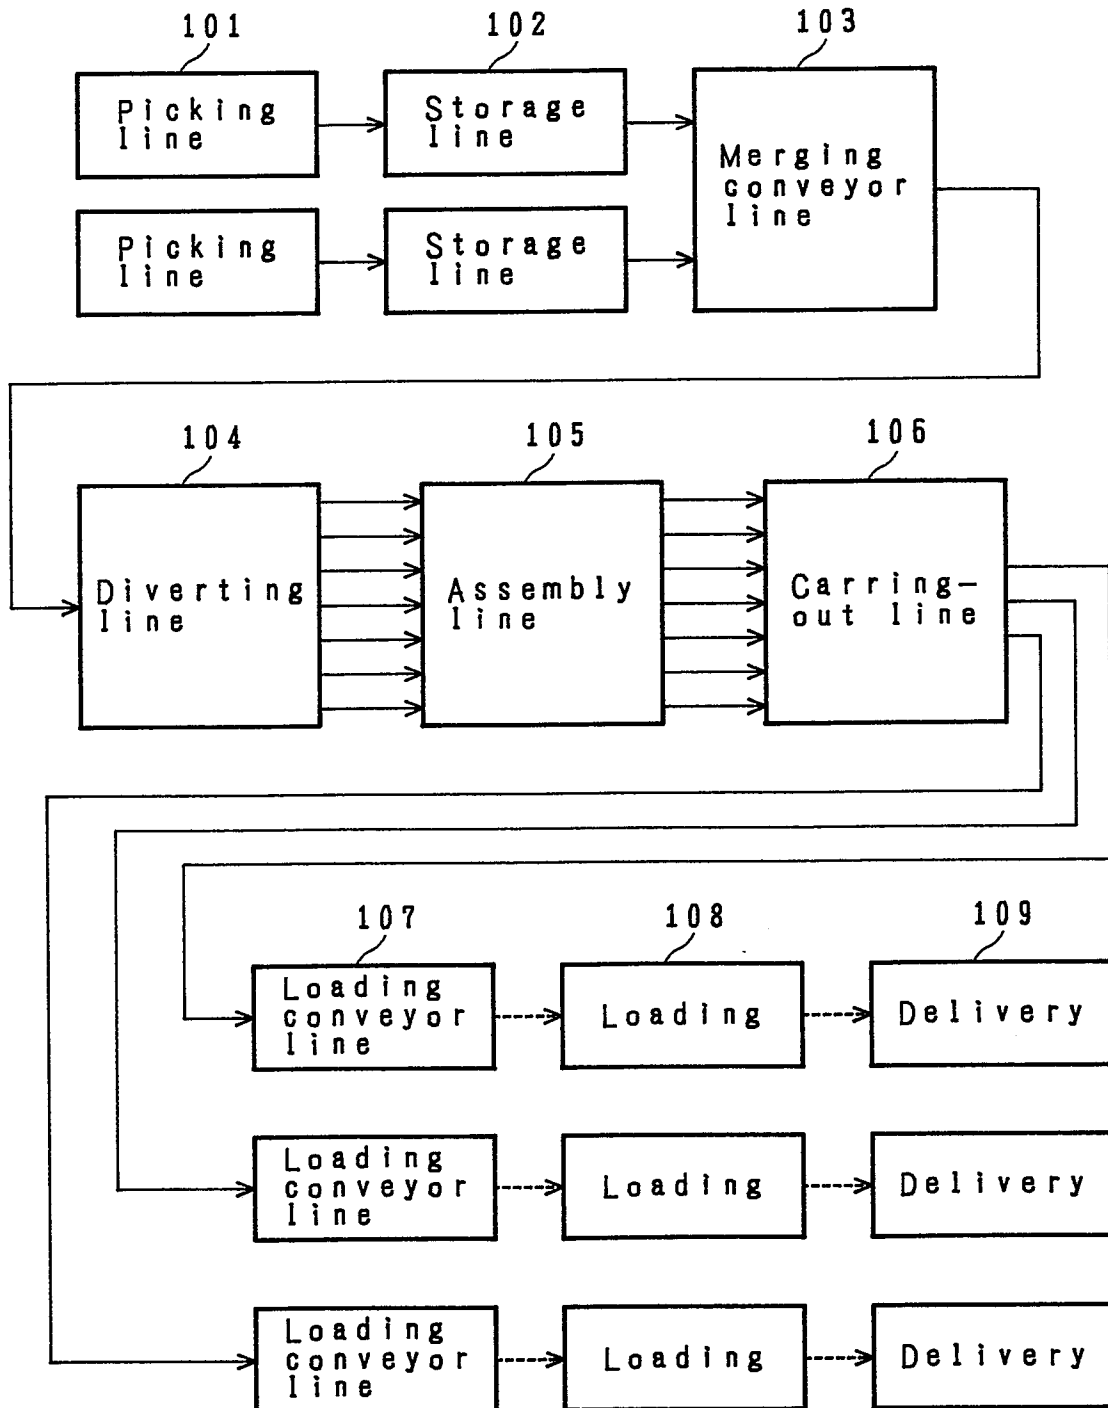 101
102
103
Picking
line
Storage
line
Merging
conveyor
line
Picking
line
Storage
line
104
105
106
Diverting
line
Assembly
line
Carring-
out line
107
108
109
Loading
conveyor
line
Loading
Delivery
Loading
conveyor
line
Loading
Delivery
Loading
conveyor
line
Loading
Delivery